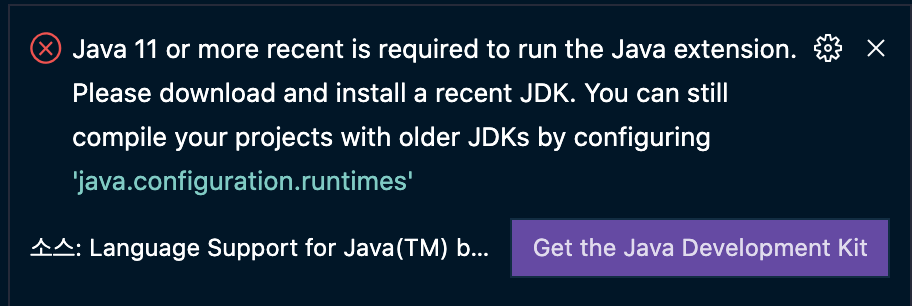 Java 11 or more recent is required to run the Java extension.
Please download and install a recent JDK. You can still
compile your projects with older JDKs by configuring
'java.configuration.runtimes'
소스: Language Support for Java(TM) b...
Get the Java Development Kit